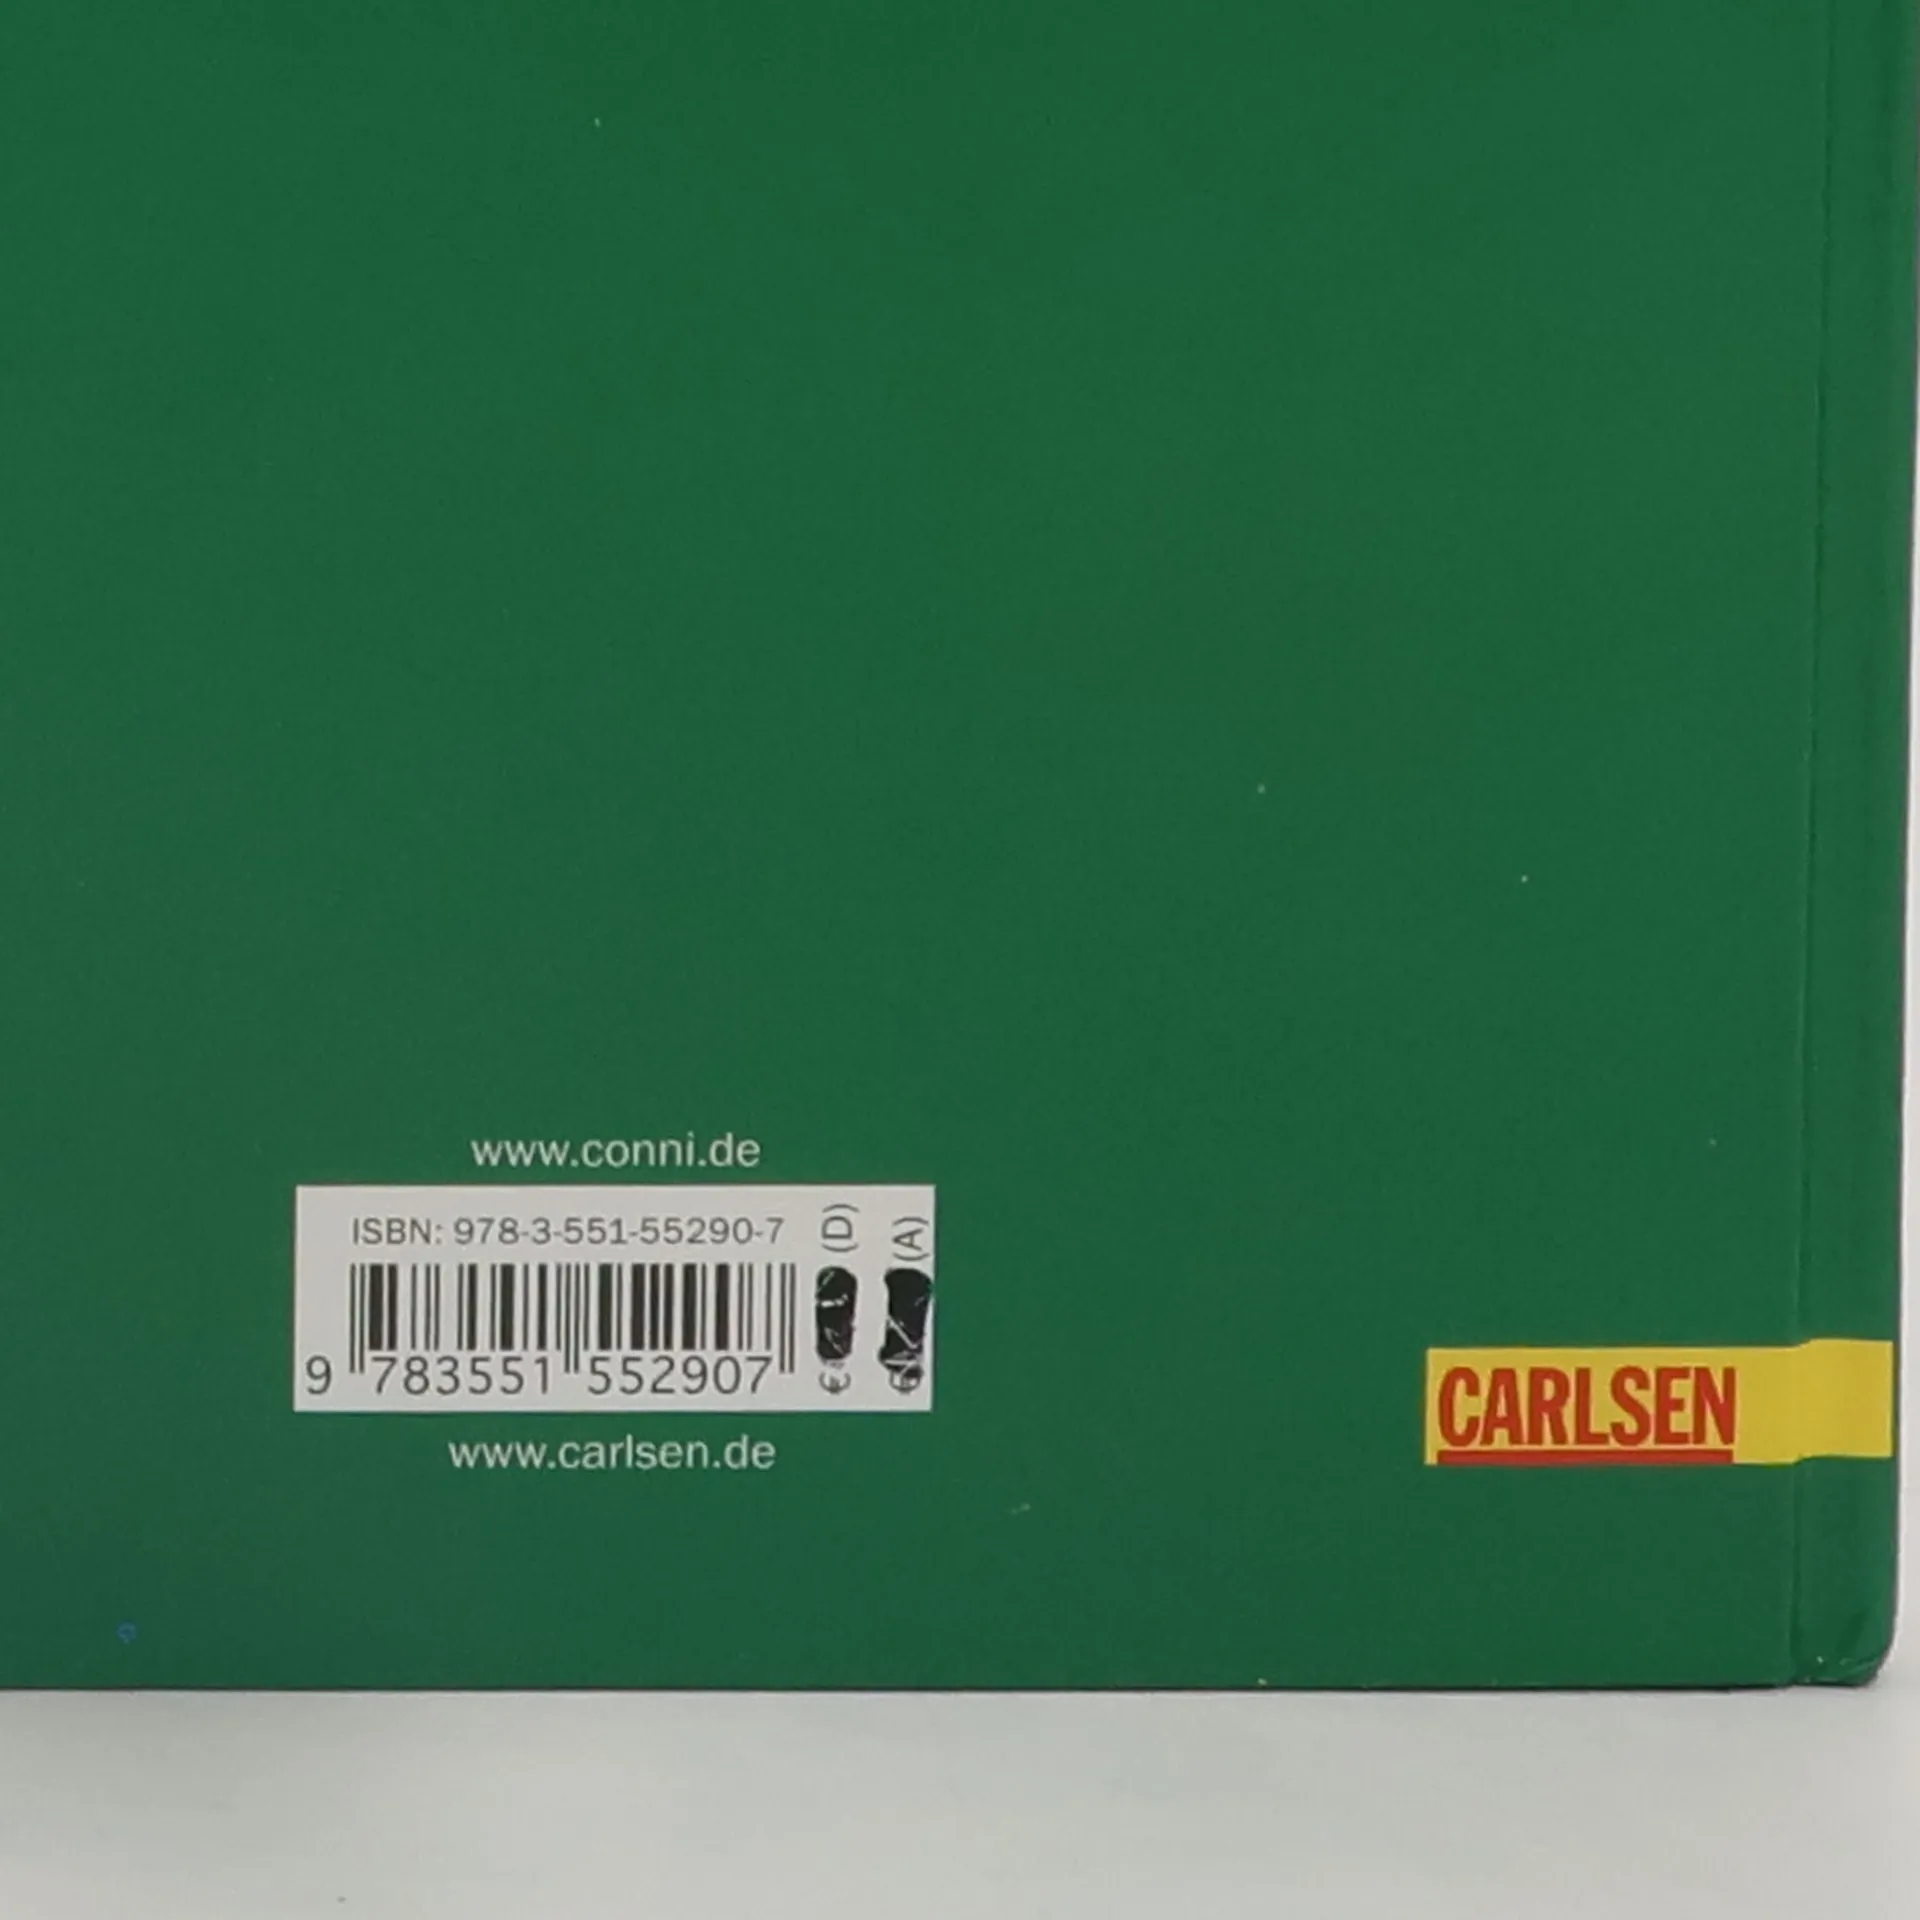 www.conni.de
ISBN: 978-3-551-55290-7
9 783551 552907
€ (D)
€ (A)
www.carlsen.de
CARLSEN